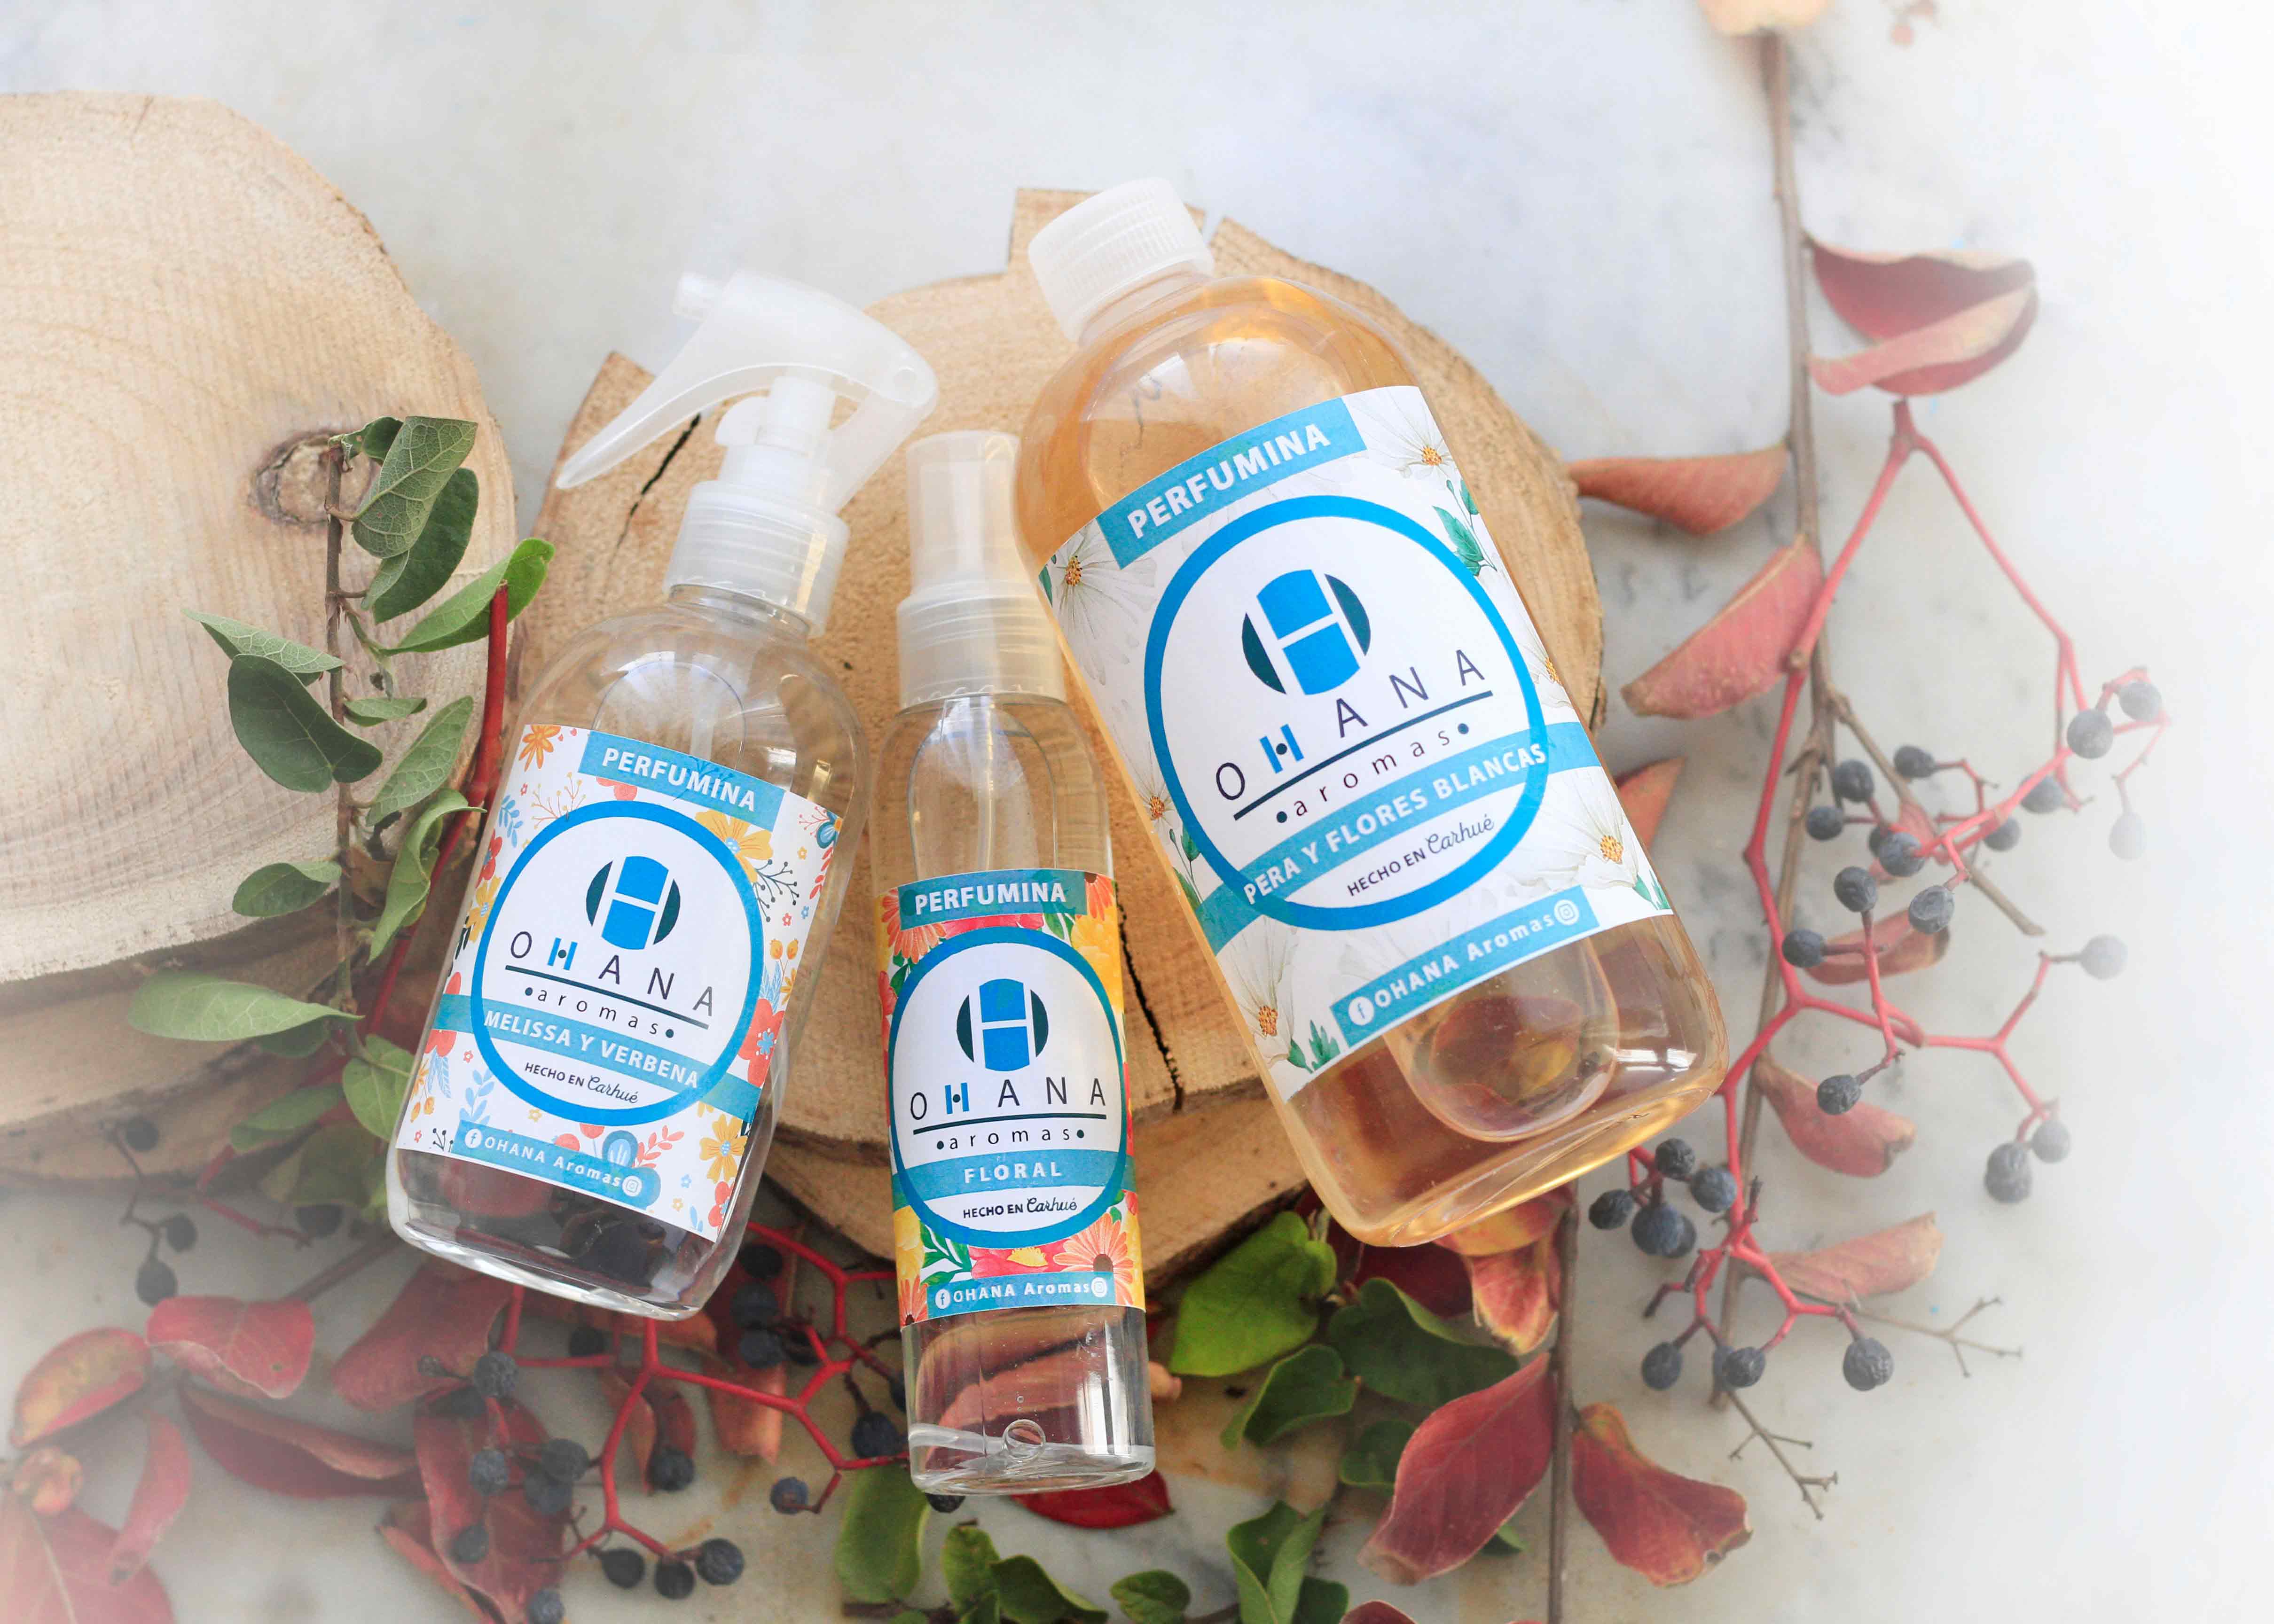 PERFUMINA
OHANA
•aromas•
MELISSA Y VERBENA
HECHO EN Carhué
OHANA Aromas
PERFUMINA
OHANA
•aromas•
FLORAL
HECHO EN Carhué
OHANA Aromas
PERFUMINA
OHANA
•aromas•
PERA Y FLORES BLANCAS
HECHO EN Carhué
OHANA Aromas